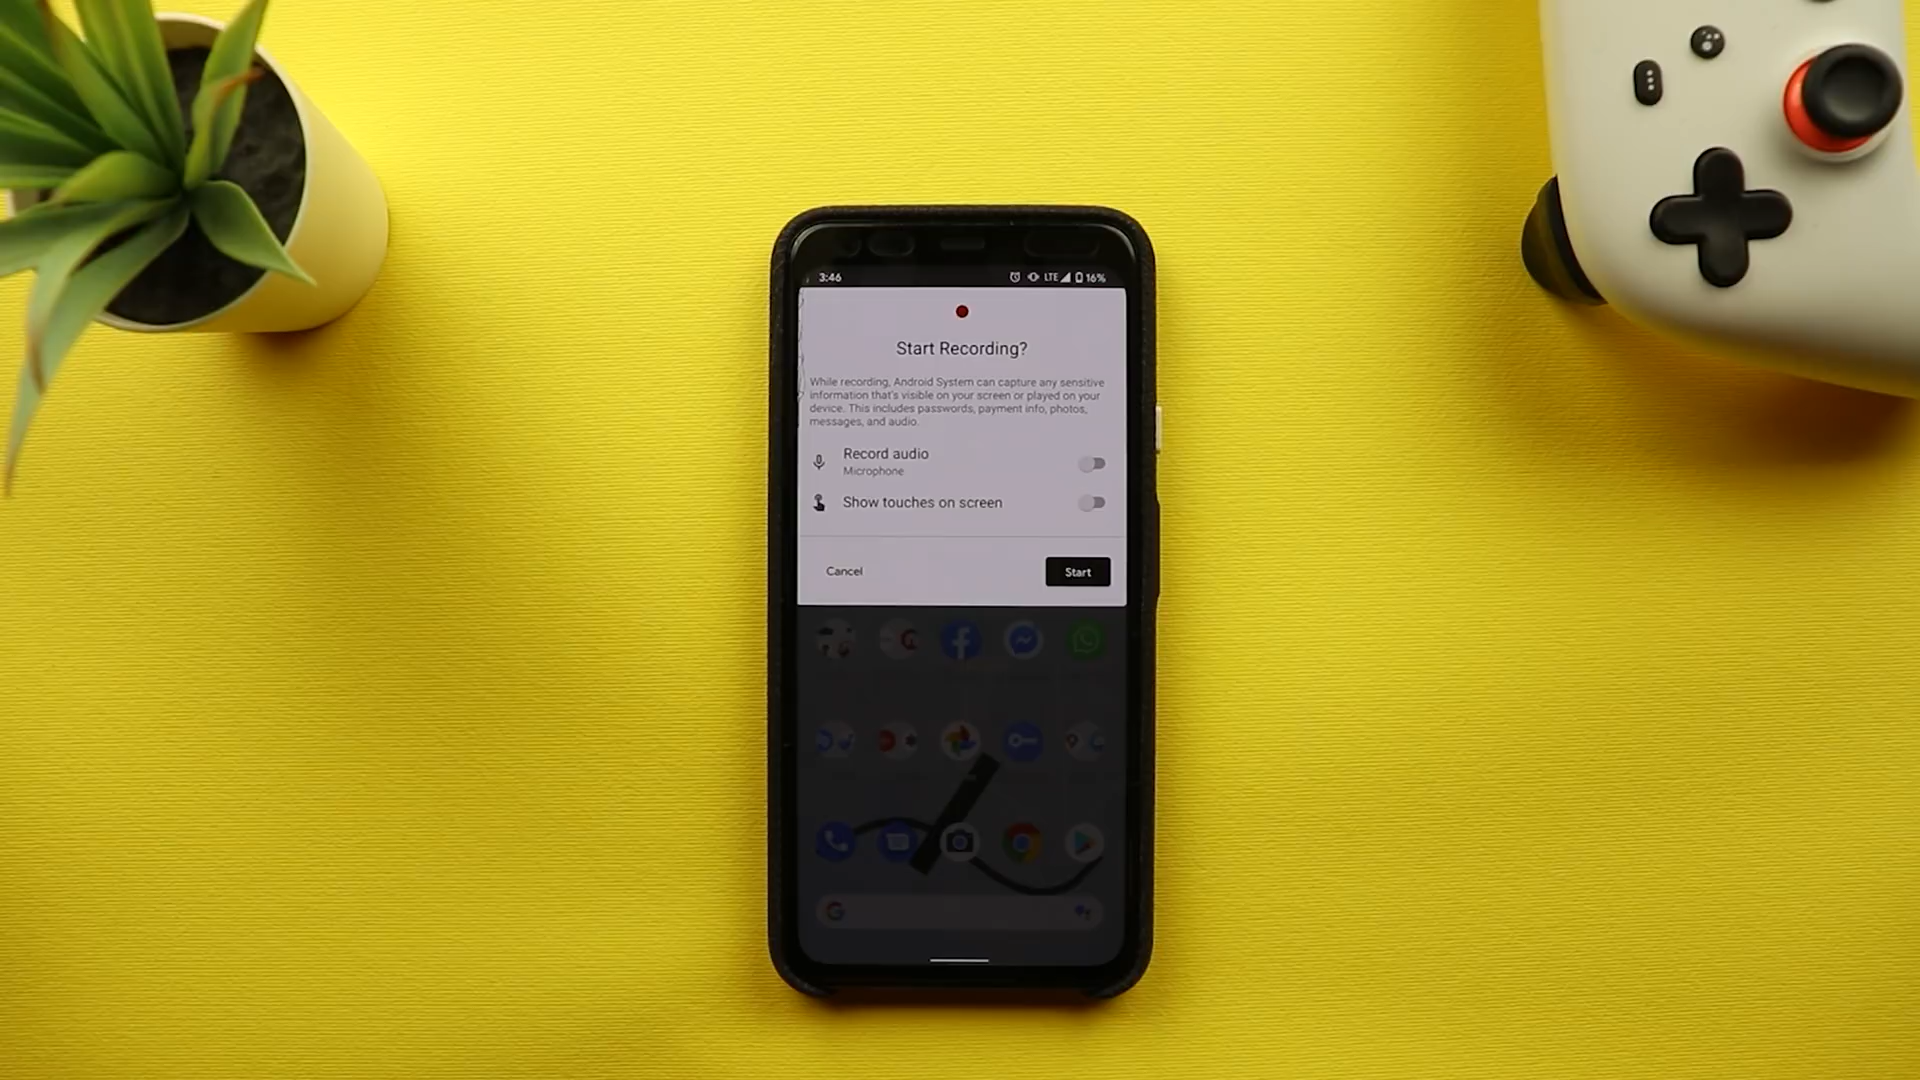 3:46 LTE 16%
Start Recording?
While recording, Android System can capture any sensitive
information that's visible on your screen or played on your
device. This includes passwords, payment info, photos,
messages, and audio.
Record audio
Microphone
Show touches on screen
Cancel Start